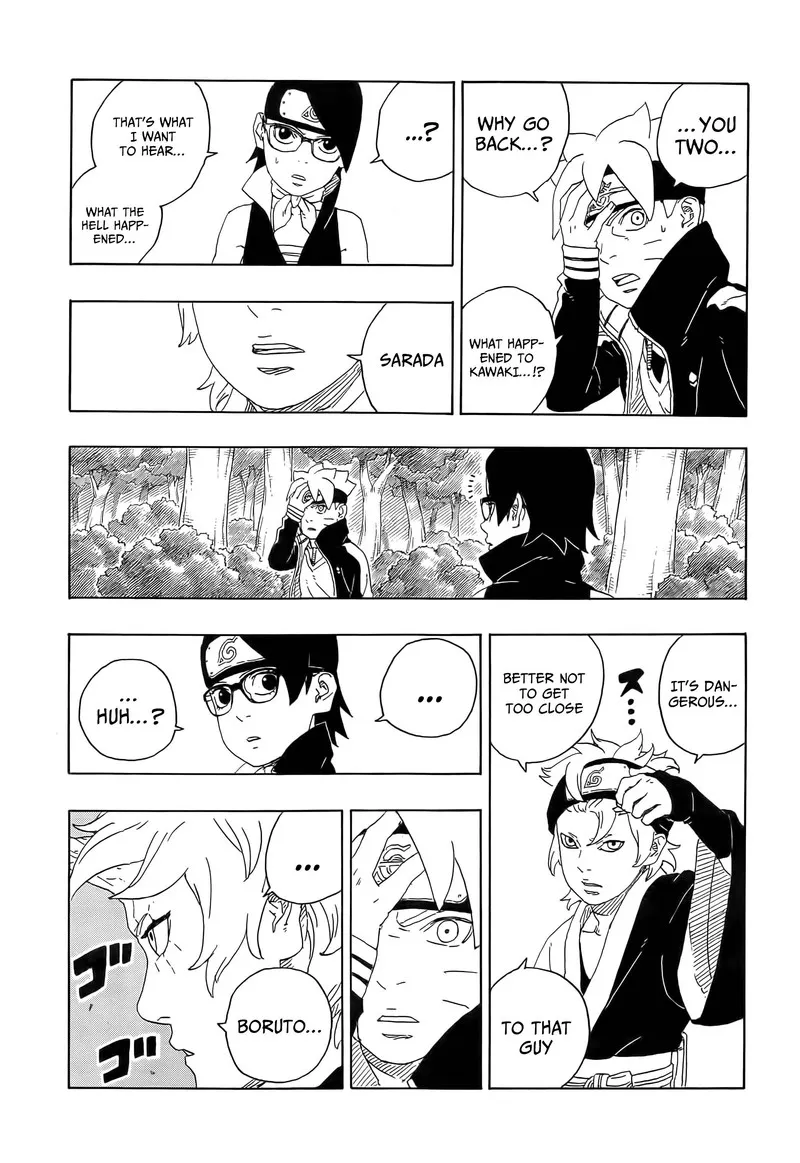 ...YOU
TWO...
WHY GO
BACK...?
WHAT HAPP-
ENED TO
KAWAKI...!?
...?
THAT'S WHAT
I WANT
TO HEAR...
WHAT THE
HELL HAPP-
ENED...
SARADA
...
...
HUH...?
IT'S DAN-
GEROUS...
ス...
BETTER NOT
TO GET
TOO CLOSE
TO THAT
GUY
...
BORUTO...
ゴ
ゴ